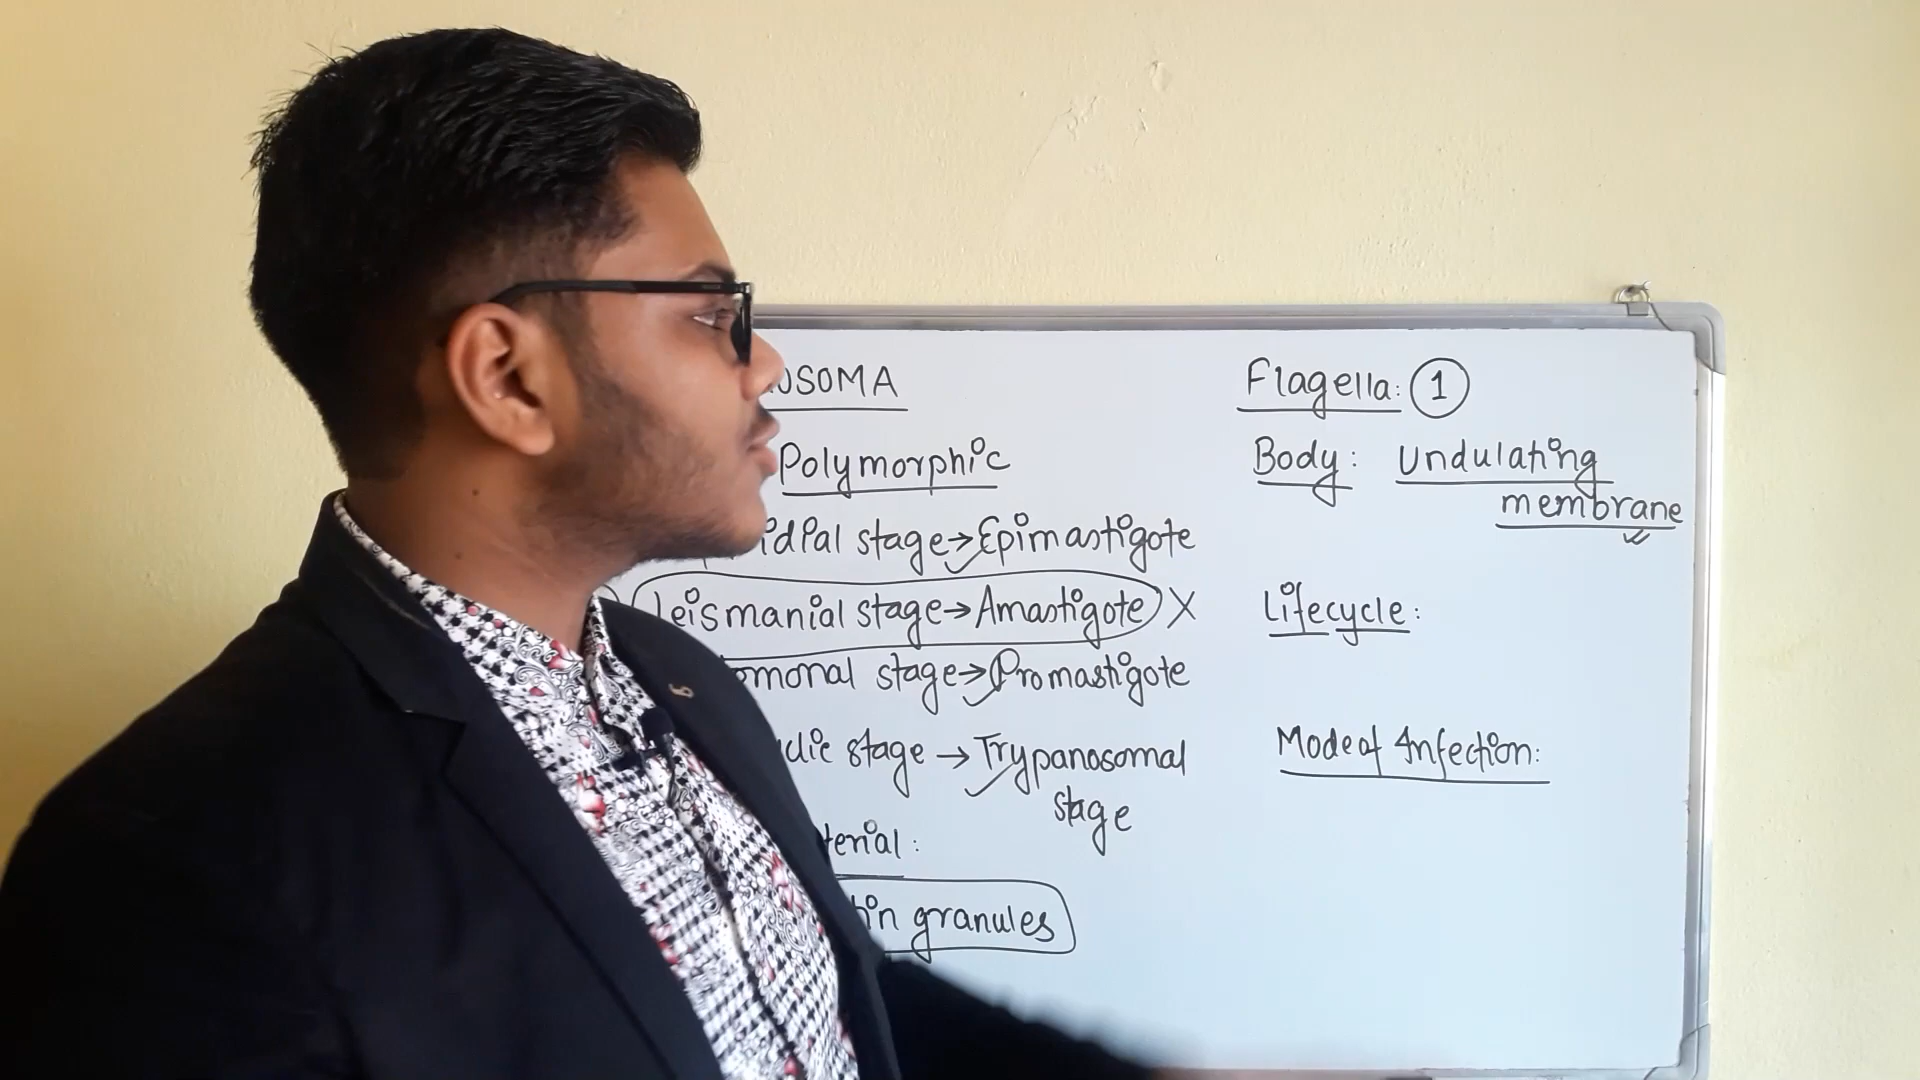 OSOMA
Polymorphic
idial stage → Epimastigote
Leismanial stage → Amastigote X
omonal stage → Promastigote
stage → Trypanosomal
stage
terial:
in granules
Flagella: 1
Body: Undulating
membrane
Lifecycle:
Mode of Infection: